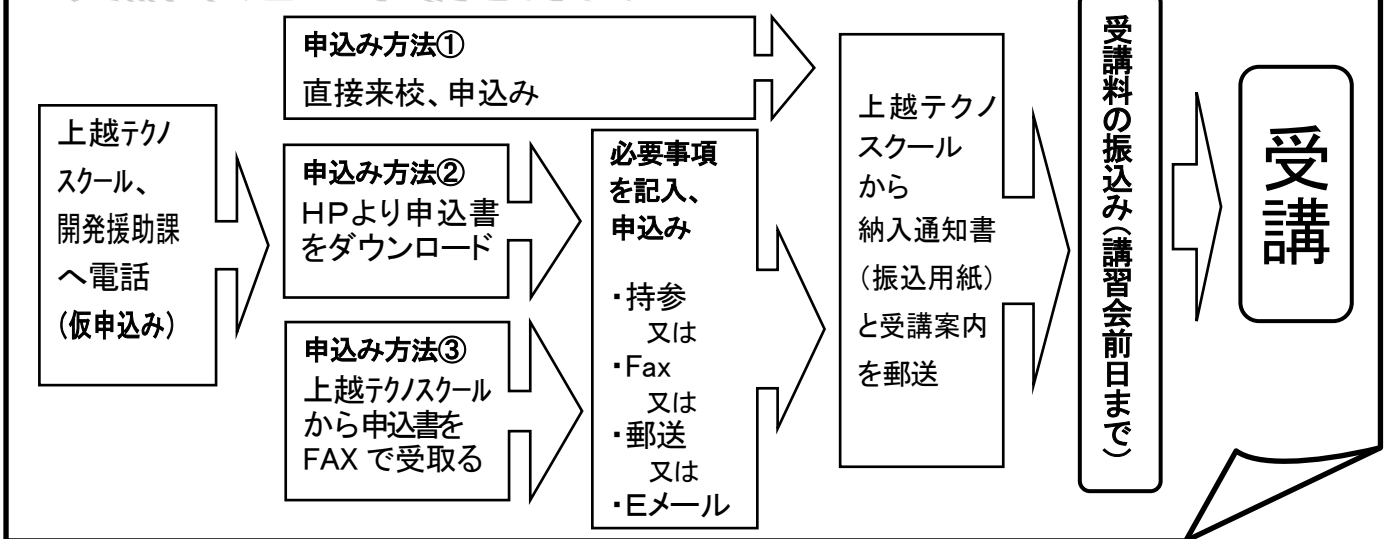 上越テクノ
スクール、
開発援助課
へ電話
(仮申込み)
申込み方法①
直接来校、申込み
申込み方法②
HPより申込書
をダウンロード
申込み方法③
上越テクノスクール
から申込書を
FAX で受取る
必要事項
を記入、
申込み
・持参
又は
・Fax
又は
・郵送
又は
・Eメール
上越テクノ
スクール
から
納入通知書
(振込用紙)
と受講案内
を郵送
受講料の振込み(講習会前日まで)
受講